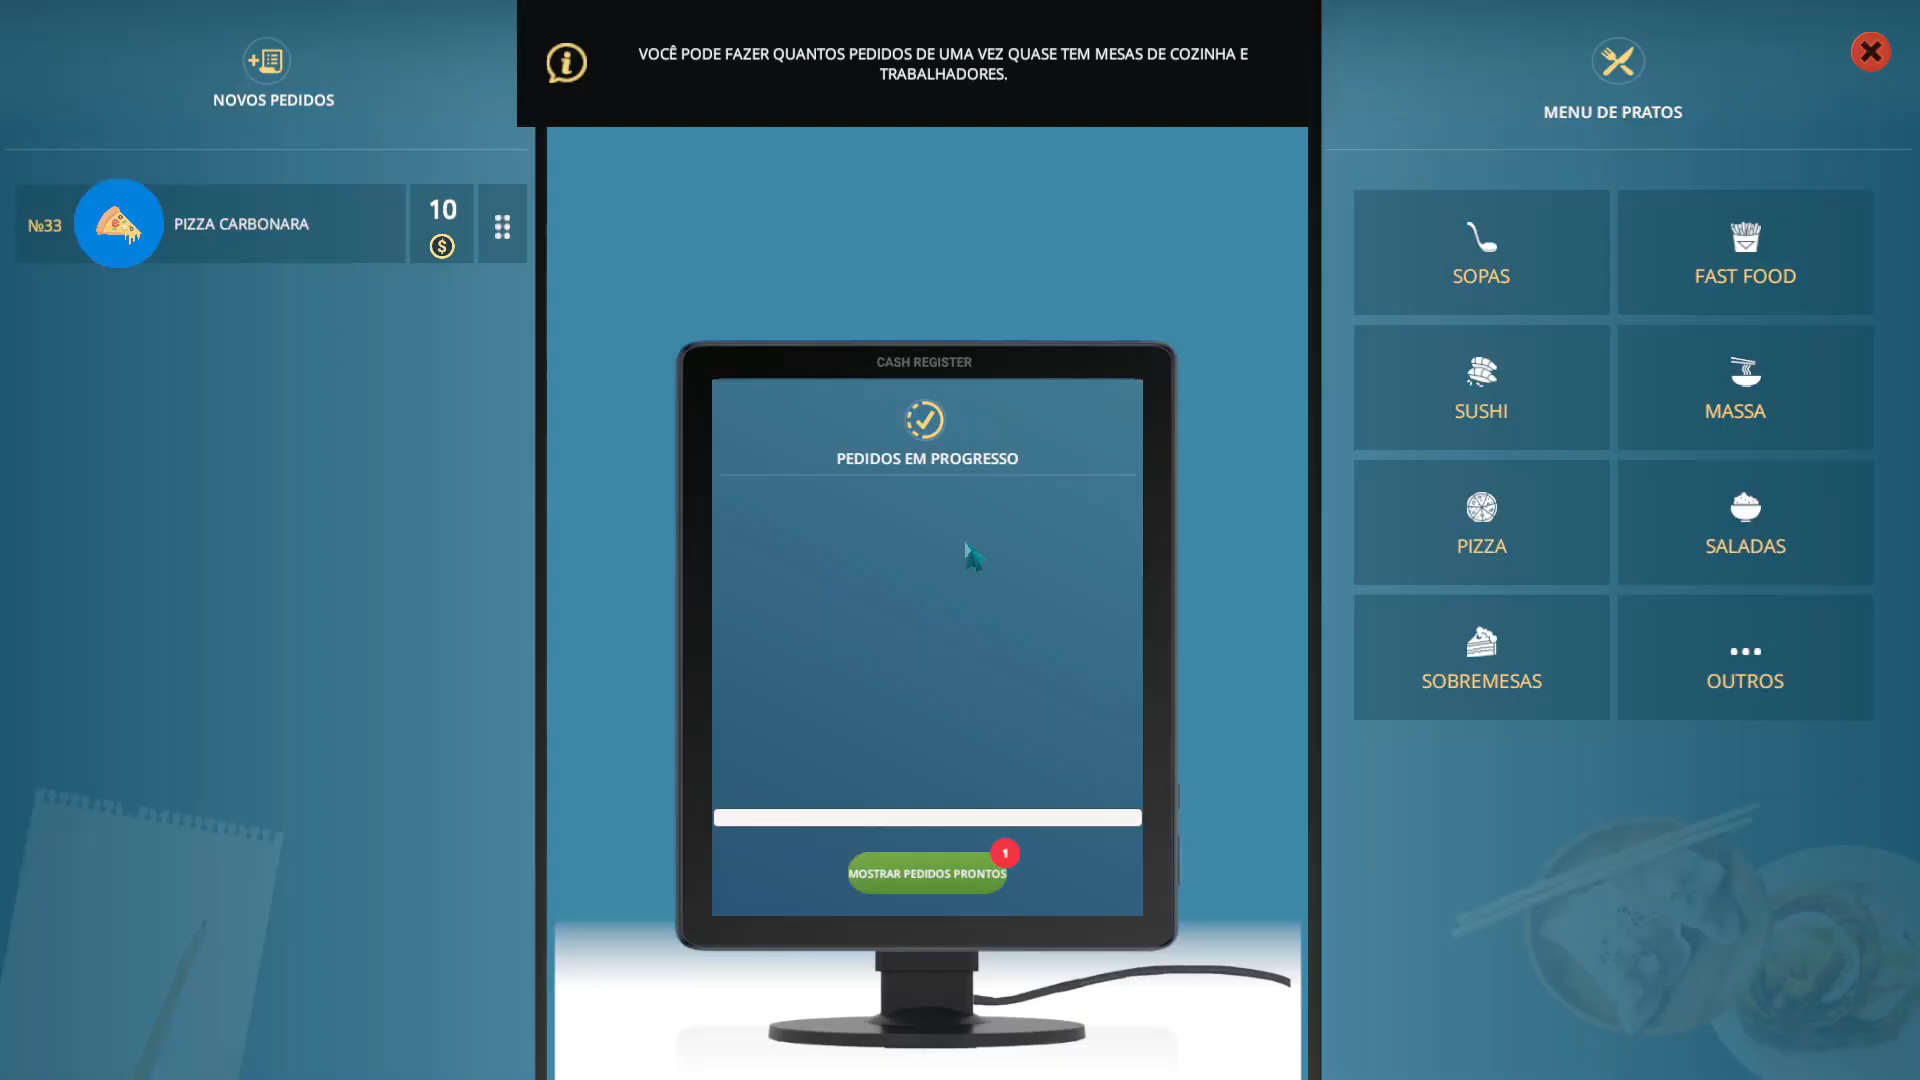 NOVOS PEDIDOS
VOCÊ PODE FAZER QUANTOS PEDIDOS DE UMA VEZ QUASE TEM MESAS DE COZINHA E
TRABALHADORES.
MENU DE PRATOS
№33
PIZZA CARBONARA
10
SOPAS
FAST FOOD
SUSHI
MASSA
PIZZA
SALADAS
SOBREMESAS
OUTROS
CASH REGISTER
PEDIDOS EM PROGRESSO
1
MOSTRAR PEDIDOS PRONTOS